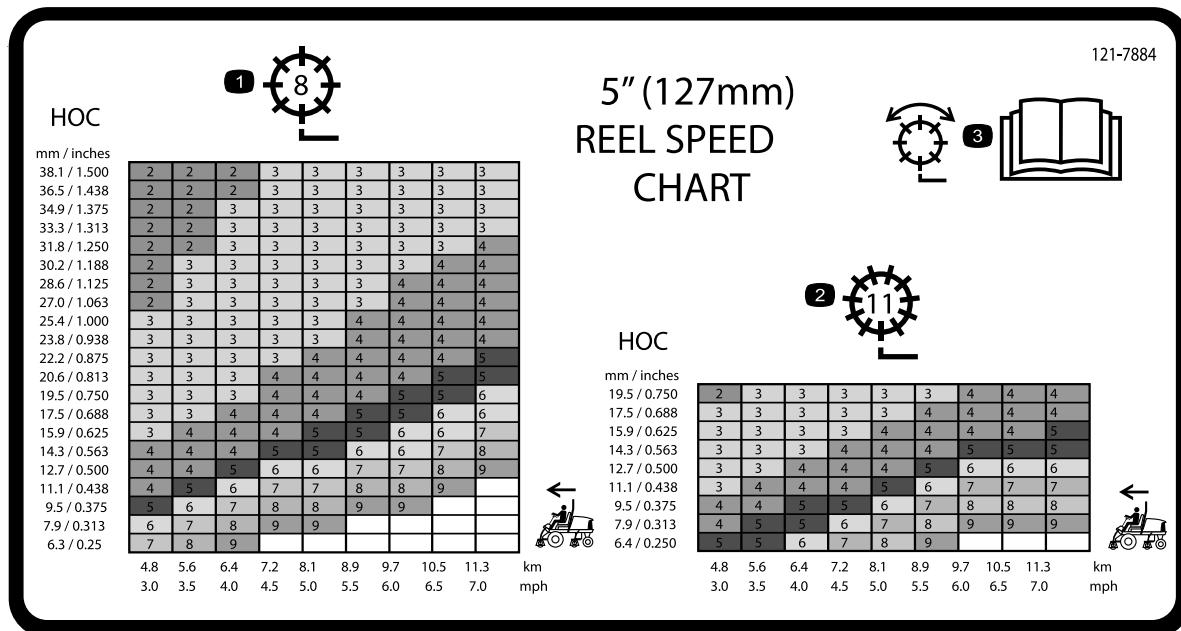 121-7884
5" (127mm)
REEL SPEED
CHART
1
8
3
HOC
mm / inches
38.1 / 1.500 2 2 2 3 3 3 3 3 3
36.5 / 1.438 2 2 2 3 3 3 3 3 3
34.9 / 1.375 2 2 3 3 3 3 3 3 3
33.3 / 1.313 2 2 3 3 3 3 3 3 3
31.8 / 1.250 2 2 3 3 3 3 3 3 4
30.2 / 1.188 2 3 3 3 3 3 3 4 4
28.6 / 1.125 2 3 3 3 3 3 4 4 4
27.0 / 1.063 2 3 3 3 3 3 4 4 4
25.4 / 1.000 3 3 3 3 3 4 4 4 4
23.8 / 0.938 3 3 3 3 3 4 4 4 4
22.2 / 0.875 3 3 3 3 4 4 4 4 5
20.6 / 0.813 3 3 3 4 4 4 4 5 5
19.5 / 0.750 3 3 3 4 4 4 5 5 6
17.5 / 0.688 3 3 4 4 4 5 5 6 6
15.9 / 0.625 3 4 4 4 5 5 6 6 7
14.3 / 0.563 4 4 4 5 5 6 6 7 8
12.7 / 0.500 4 4 5 6 6 7 7 8 9
11.1 / 0.438 4 5 6 7 7 8 8 9
9.5 / 0.375 5 6 7 8 8 9 9
7.9 / 0.313 6 7 8 9 9
6.3 / 0.25 7 8 9
4.8 5.6 6.4 7.2 8.1 8.9 9.7 10.5 11.3 km
3.0 3.5 4.0 4.5 5.0 5.5 6.0 6.5 7.0 mph
2
11
HOC
mm / inches
19.5 / 0.750 2 3 3 3 3 3 4 4 4
17.5 / 0.688 3 3 3 3 3 4 4 4 4
15.9 / 0.625 3 3 3 3 4 4 4 4 5
14.3 / 0.563 3 3 3 4 4 4 5 5 5
12.7 / 0.500 3 3 4 4 4 5 6 6 6
11.1 / 0.438 3 4 4 4 5 6 7 7 7
9.5 / 0.375 4 4 5 5 6 7 8 8 8
7.9 / 0.313 4 5 5 6 7 8 9 9 9
6.4 / 0.250 5 5 6 7 8 9
4.8 5.6 6.4 7.2 8.1 8.9 9.7 10.5 11.3 km
3.0 3.5 4.0 4.5 5.0 5.5 6.0 6.5 7.0 mph